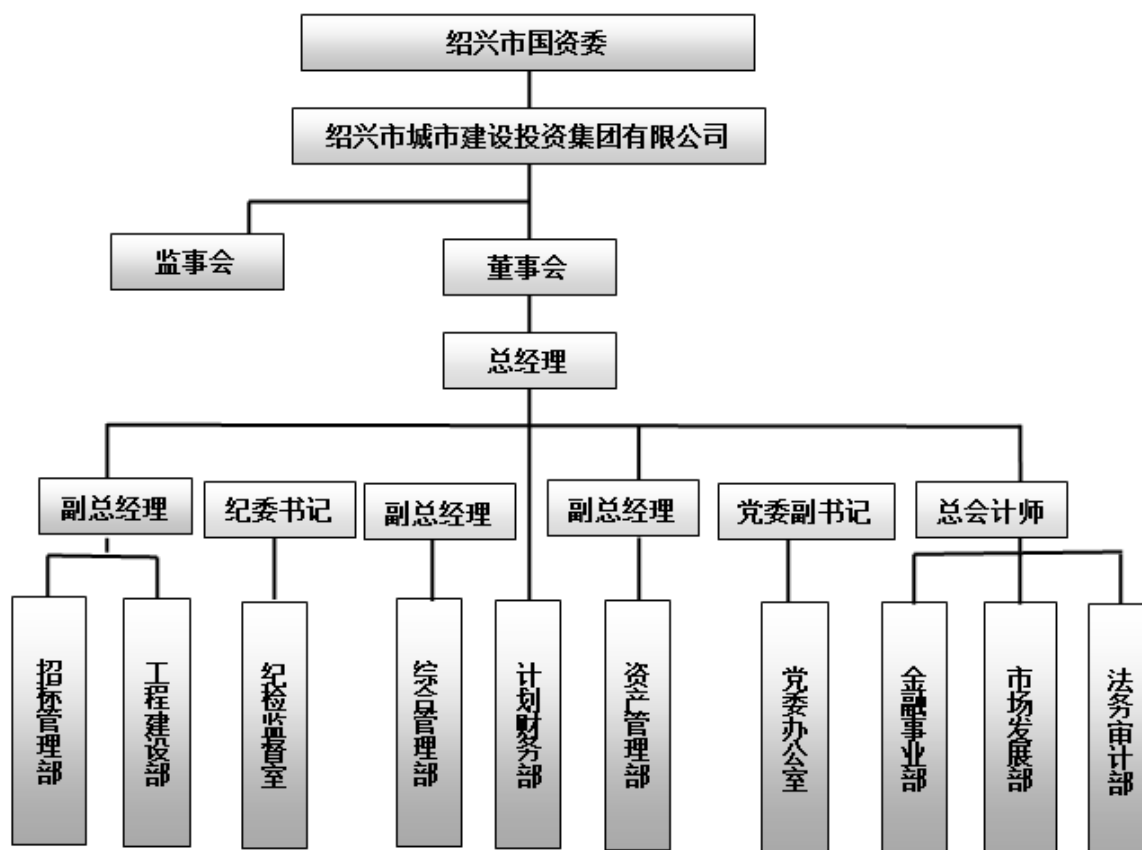 绍兴市国资委
绍兴市城市建设投资集团有限公司
监事会
董事会
总经理
副总经理
纪委书记
副总经理
副总经理
党委副书记
总会计师
招标管理部
工程建设部
纪检监督室
综合管理部
计划财务部
资产管理部
党委办公室
金融事业部
市场发展部
法务审计部